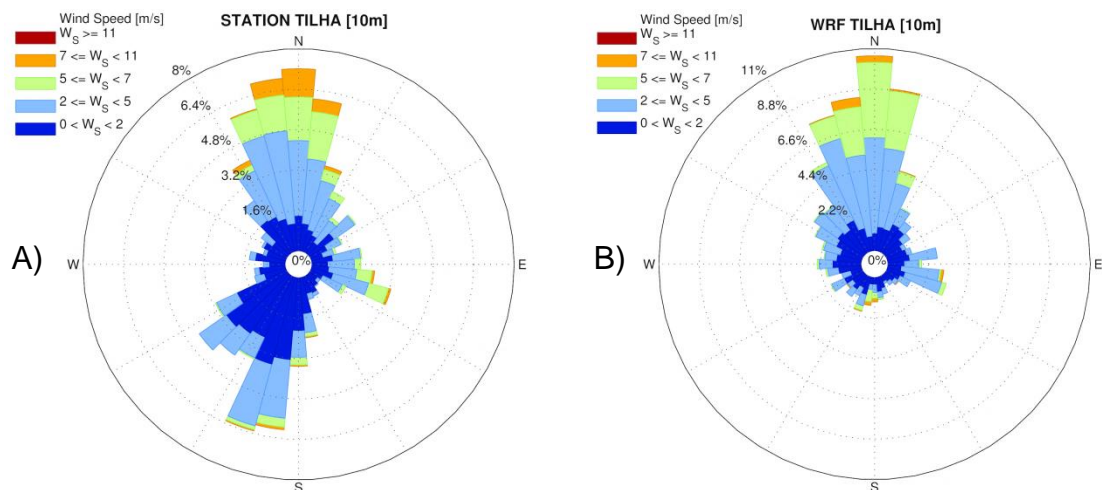 Wind Speed [m/s]
STATION TILHA [10m]
W_S >= 11
7 <= W_S < 11
5 <= W_S < 7
2 <= W_S < 5
0 < W_S < 2
N
8%
6.4%
4.8%
3.2%
1.6%
0%
W
E
S
A)
Wind Speed [m/s]
WRF TILHA [10m]
W_S >= 11
7 <= W_S < 11
5 <= W_S < 7
2 <= W_S < 5
0 < W_S < 2
N
11%
8.8%
6.6%
4.4%
2.2%
0%
W
E
S
B)